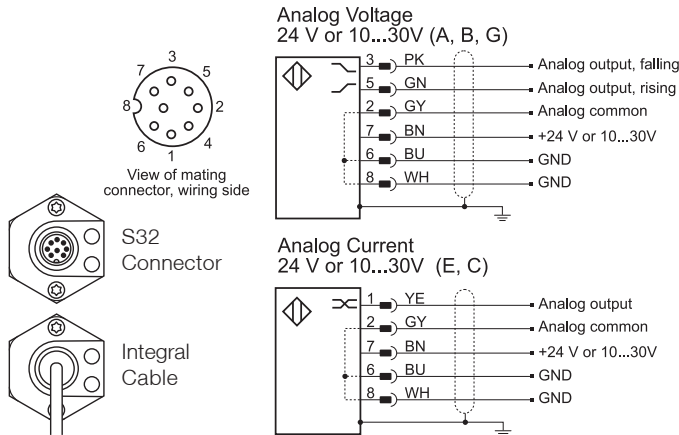 Analog Voltage
24 V or 10...30V (A, B, G)
3 PK Analog output, falling
5 GN Analog output, rising
2 GY Analog common
7 BN +24 V or 10...30V
6 BU GND
8 WH GND
3
7 5
8 2
6 4
1
View of mating
connector, wiring side
S32
Connector
Integral
Cable
Analog Current
24 V or 10...30V (E, C)
1 YE Analog output
2 GY Analog common
7 BN +24 V or 10...30V
6 BU GND
8 WH GND